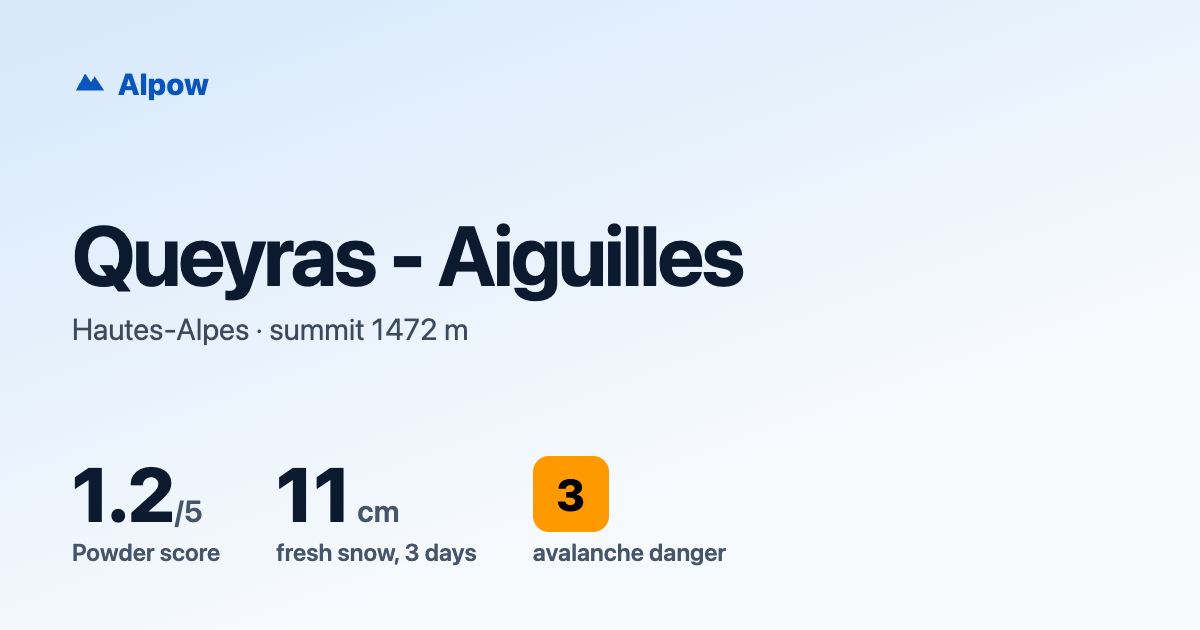 Alpow
Queyras - Aiguilles
Hautes-Alpes · summit 1472 m
1.2/5
Powder score
11 cm
fresh snow, 3 days
3
avalanche danger